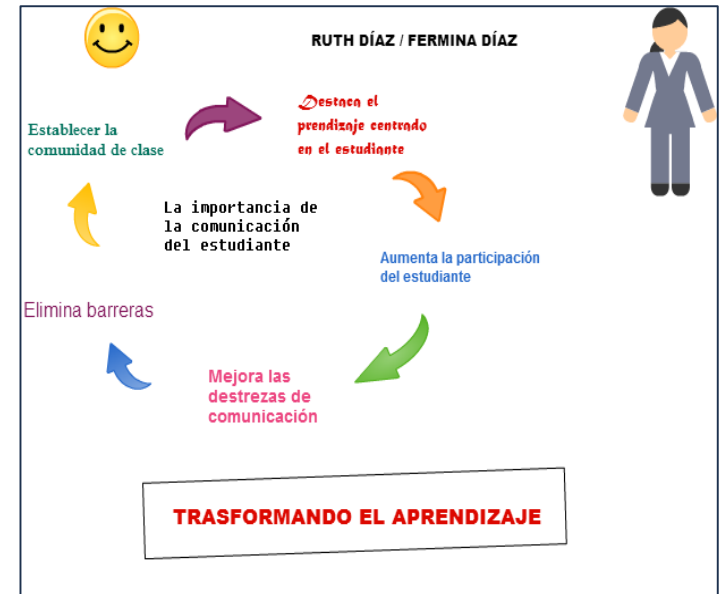 RUTH DÍAZ / FERMINA DÍAZ
Establecer la
comunidad de clase
Destaca el
prendizaje centrado
en el estudiante
La importancia de
la comunicación
del estudiante
Aumenta la participación
del estudiante
Elimina barreras
Mejora las
destrezas de
comunicación
TRASFORMANDO EL APRENDIZAJE